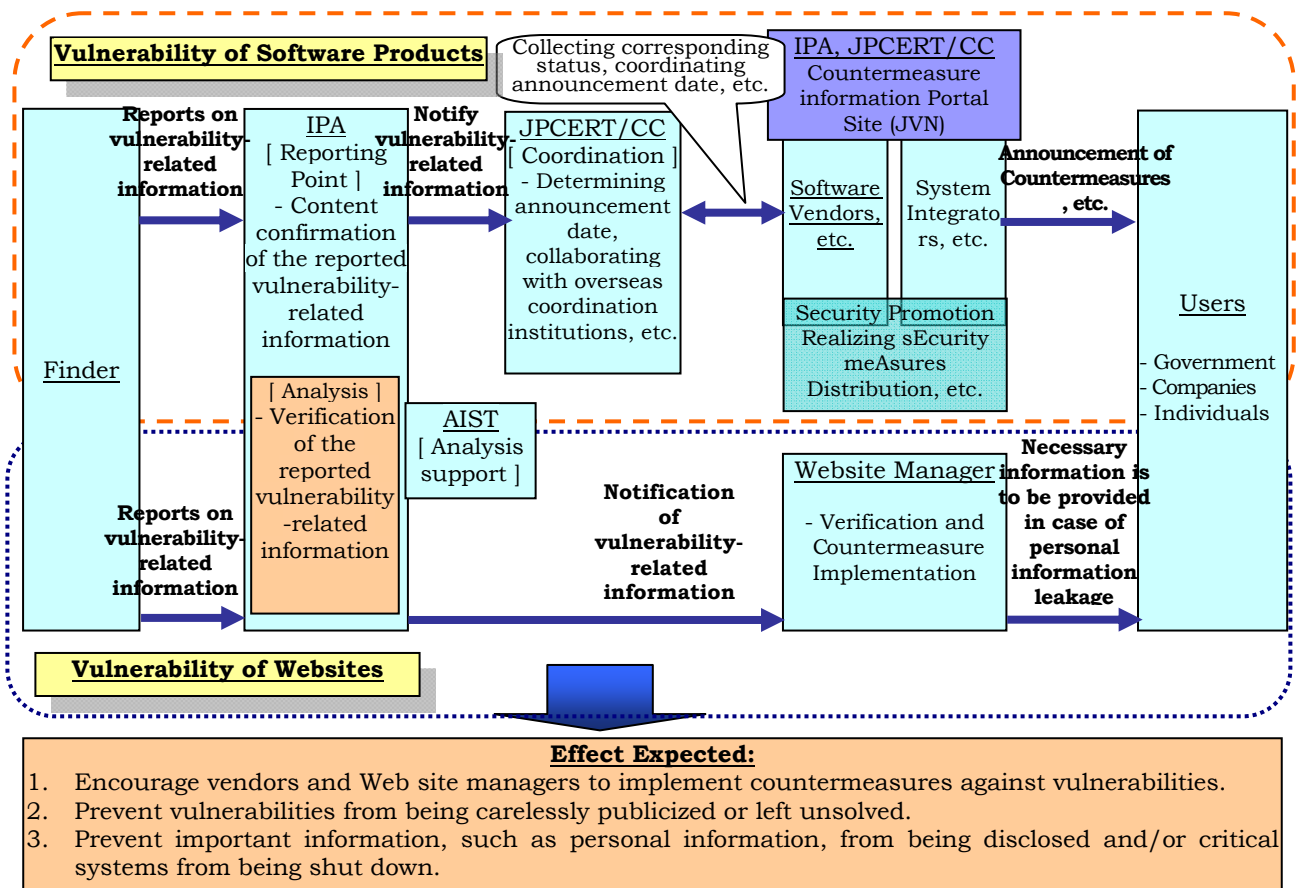 Vulnerability of Software Products
Collecting corresponding
status, coordinating
announcement date, etc.
IPA, JPCERT/CC
Countermeasure
information Portal
Site (JVN)
Finder
Reports on
vulnerability-
related
information
IPA
[ Reporting
Point ]
- Content
confirmation
of the reported
vulnerability-
related
information
[ Analysis ]
- Verification
of the
reported
vulnerability
-related
information
Notify
vulnerability-
related
information
JPCERT/CC
[ Coordination ]
- Determining
announcement
date,
collaborating
with overseas
coordination
institutions, etc.
Software
Vendors,
etc.
System
Integrato
rs, etc.
Security Promotion
Realizing sEcurity
meAsures
Distribution, etc.
Announcement of
Countermeasures
, etc.
Users
- Government
- Companies
- Individuals
AIST
[ Analysis
support ]
Reports on
vulnerability-
related
information
Notification
of
vulnerability-
related
information
Website Manager
- Verification and
Countermeasure
Implementation
Necessary
information is
to be provided
in case of
personal
information
leakage
Vulnerability of Websites
Effect Expected:
1. Encourage vendors and Web site managers to implement countermeasures against vulnerabilities.
2. Prevent vulnerabilities from being carelessly publicized or left unsolved.
3. Prevent important information, such as personal information, from being disclosed and/or critical
systems from being shut down.